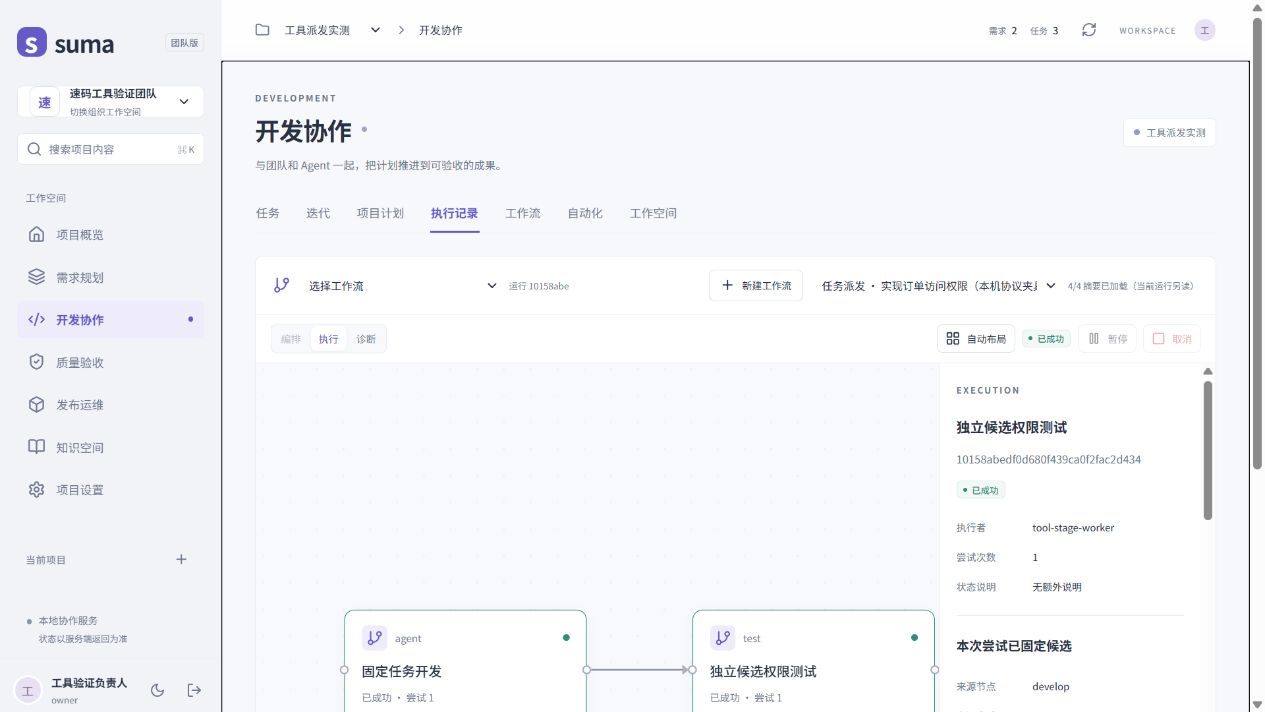 suma
团队版
速
速码工具验证团队
切换组织工作空间
搜索项目内容
⌘K
工作空间
项目概览
需求规划
开发协作
质量验收
发布运维
知识空间
项目设置
当前项目
本地协作服务
状态以服务端返回为准
工
工具验证负责人
owner
工具派发实测
开发协作
需求 2 任务 3
WORKSPACE
工
DEVELOPMENT
开发协作
工具派发实测
与团队和 Agent 一起，把计划推进到可验收的成果。
任务 迭代 项目计划 执行记录 工作流 自动化 工作空间
选择工作流
运行 10158abe
新建工作流
任务派发 · 实现订单访问权限（本机协议夹
4/4 摘要已加载（当前运行另读）
编排 执行 诊断
自动布局
已成功
暂停
取消
agent
固定任务开发
已成功 · 尝试 1
test
独立候选权限测试
已成功 · 尝试 1
EXECUTION
独立候选权限测试
10158abedf0d680f439ca0f2fac2d434
已成功
执行者 tool-stage-worker
尝试次数 1
状态说明 无额外说明
本次尝试已固定候选
来源节点 develop